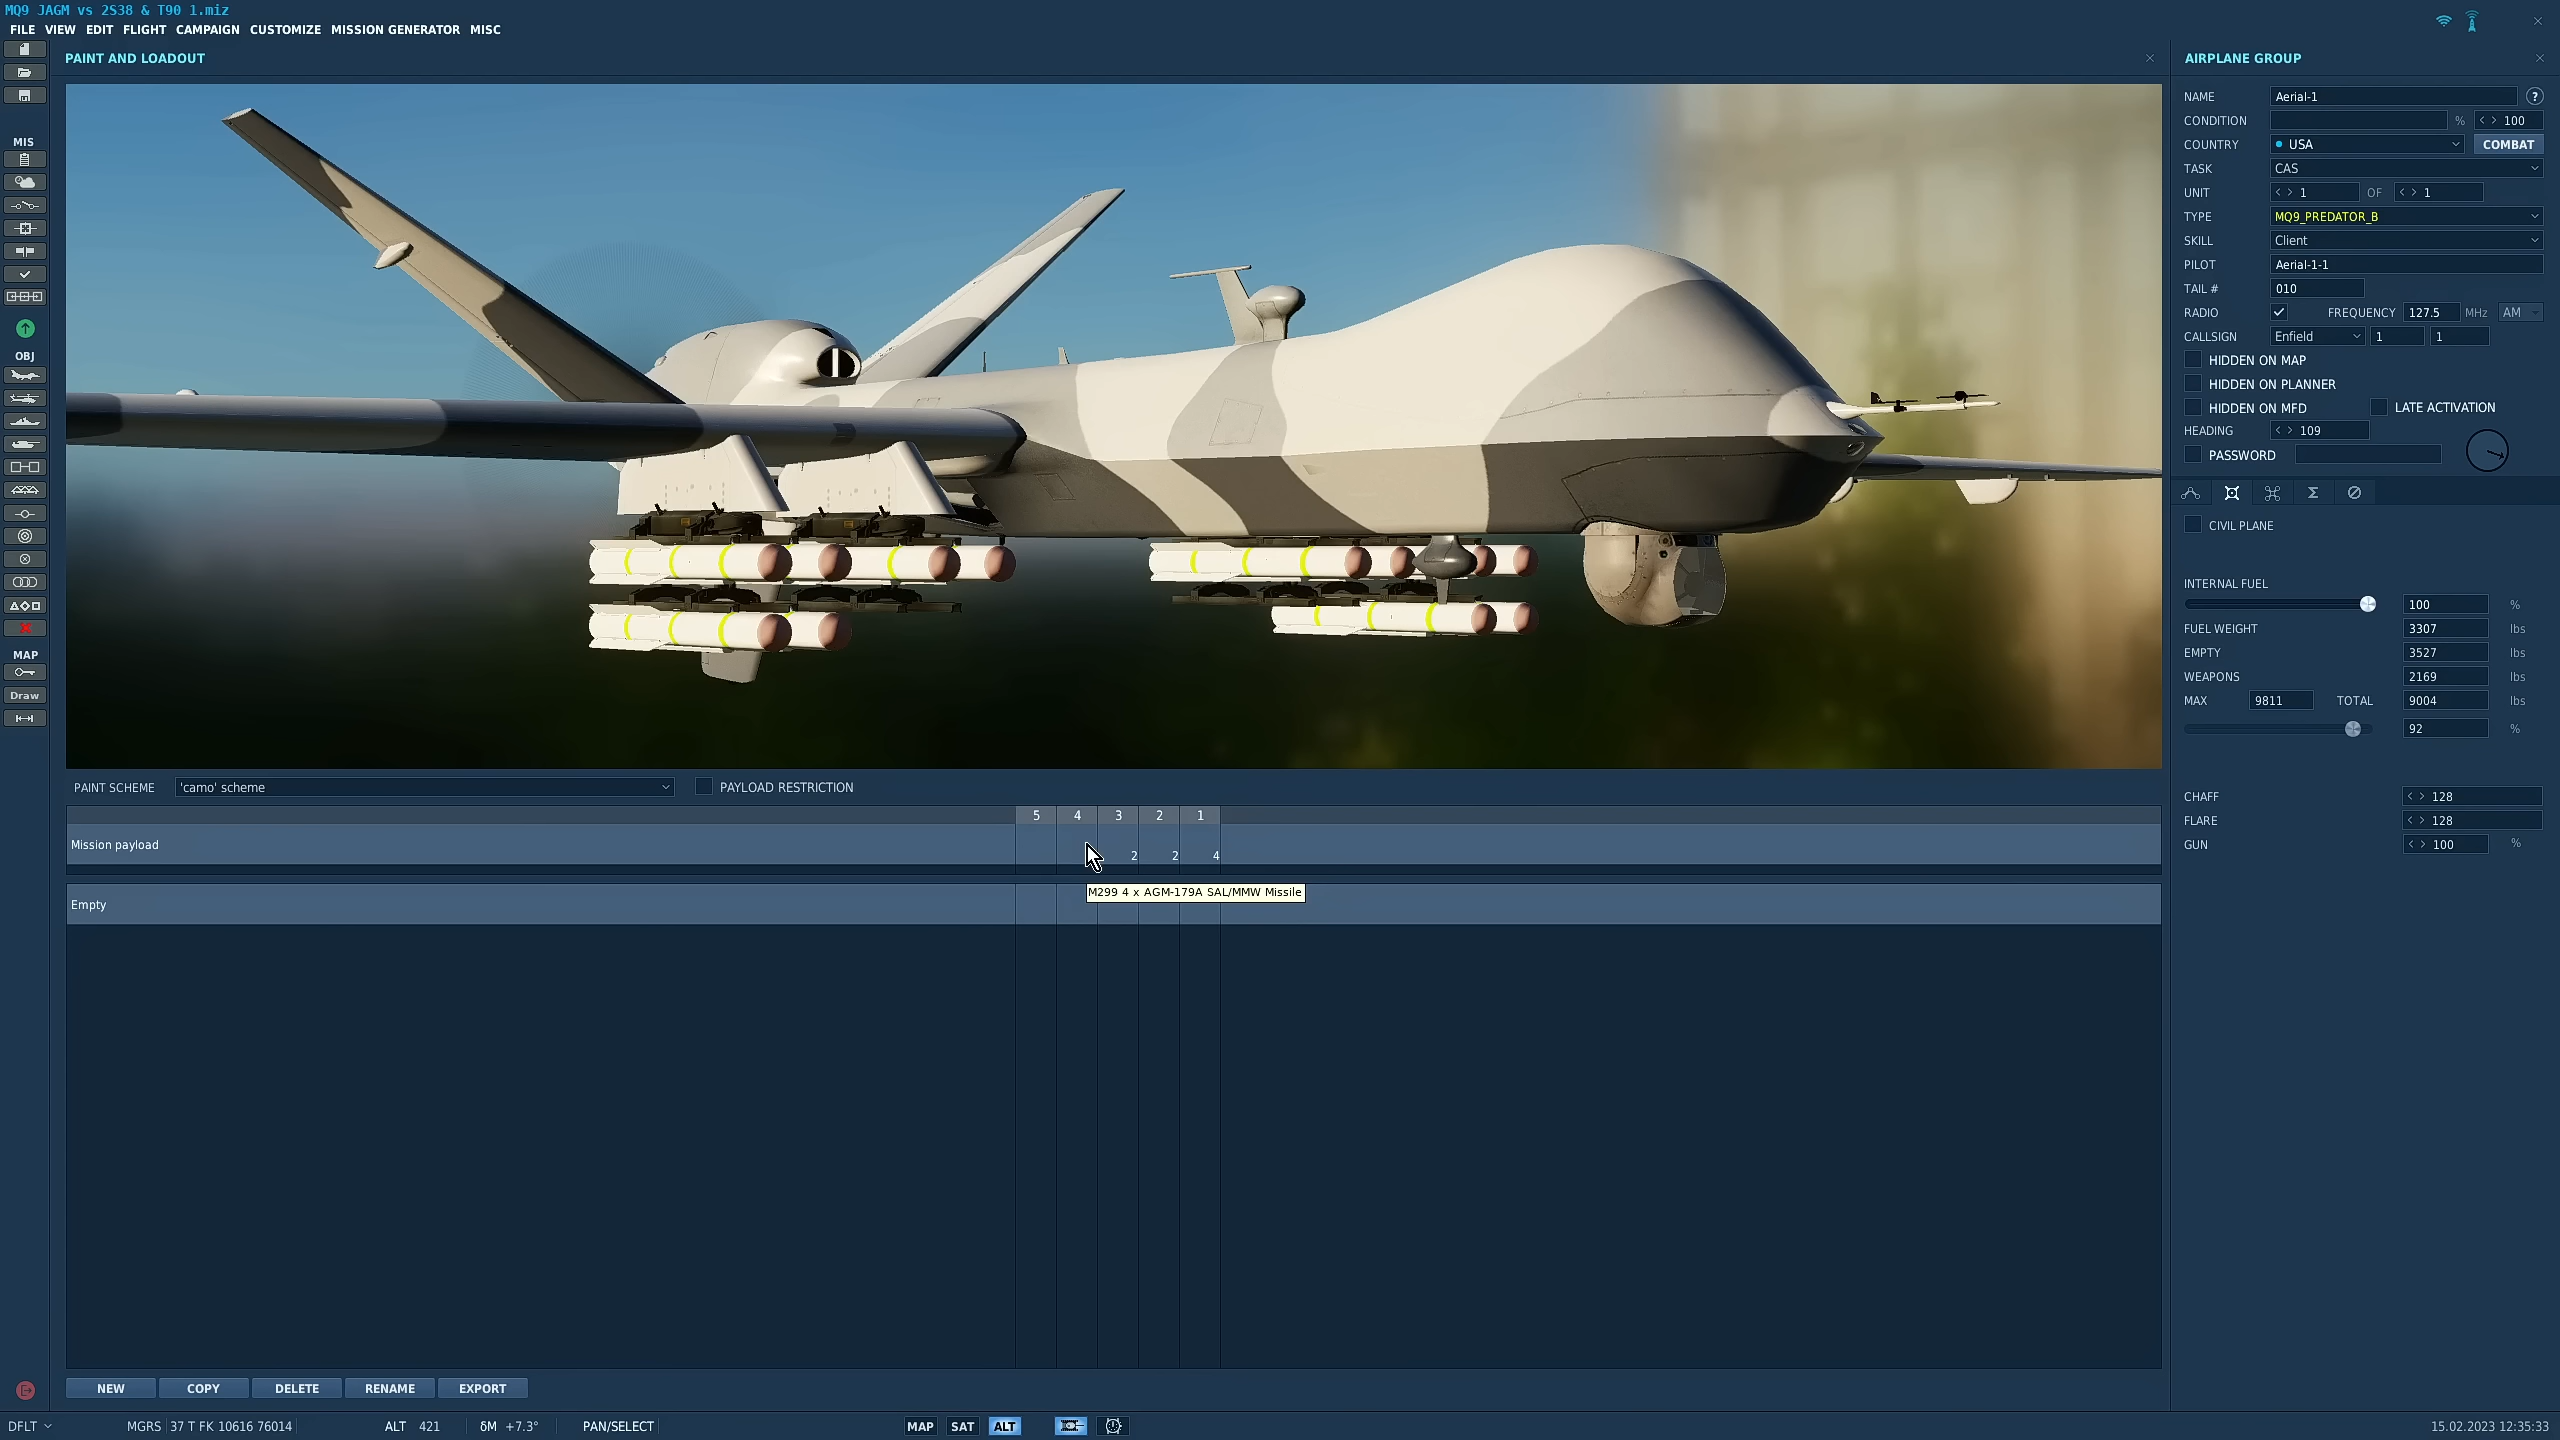 MQ9 JAGM vs 2S38 & T90 1.miz
FILE VIEW EDIT FLIGHT CAMPAIGN CUSTOMIZE MISSION GENERATOR MISC
PAINT AND LOADOUT
MIS
OBJ
MAP
Draw
PAINT SCHEME 'camo' scheme PAYLOAD RESTRICTION
5 4 3 2 1
Mission payload
2 2 4
M299 4 x AGM-179A SAL/MMW Missile
Empty
NEW COPY DELETE RENAME EXPORT
AIRPLANE GROUP
NAME Aerial-1 ?
CONDITION % < > 100
COUNTRY USA COMBAT
TASK CAS
UNIT < > 1 OF < > 1
TYPE MQ9_PREDATOR_B
SKILL Client
PILOT Aerial-1-1
TAIL # 010
RADIO FREQUENCY 127.5 MHz AM
CALLSIGN Enfield 1 1
HIDDEN ON MAP
HIDDEN ON PLANNER
HIDDEN ON MFD LATE ACTIVATION
HEADING < > 109
PASSWORD
Σ
CIVIL PLANE
INTERNAL FUEL
100 %
FUEL WEIGHT 3307 lbs
EMPTY 3527 lbs
WEAPONS 2169 lbs
MAX 9811 TOTAL 9004 lbs
92 %
CHAFF < > 128
FLARE < > 128
GUN < > 100 %
DFLT MGRS 37 T FK 10616 76014 ALT 421 δM +7.3° PAN/SELECT MAP SAT ALT 15.02.2023 12:35:33